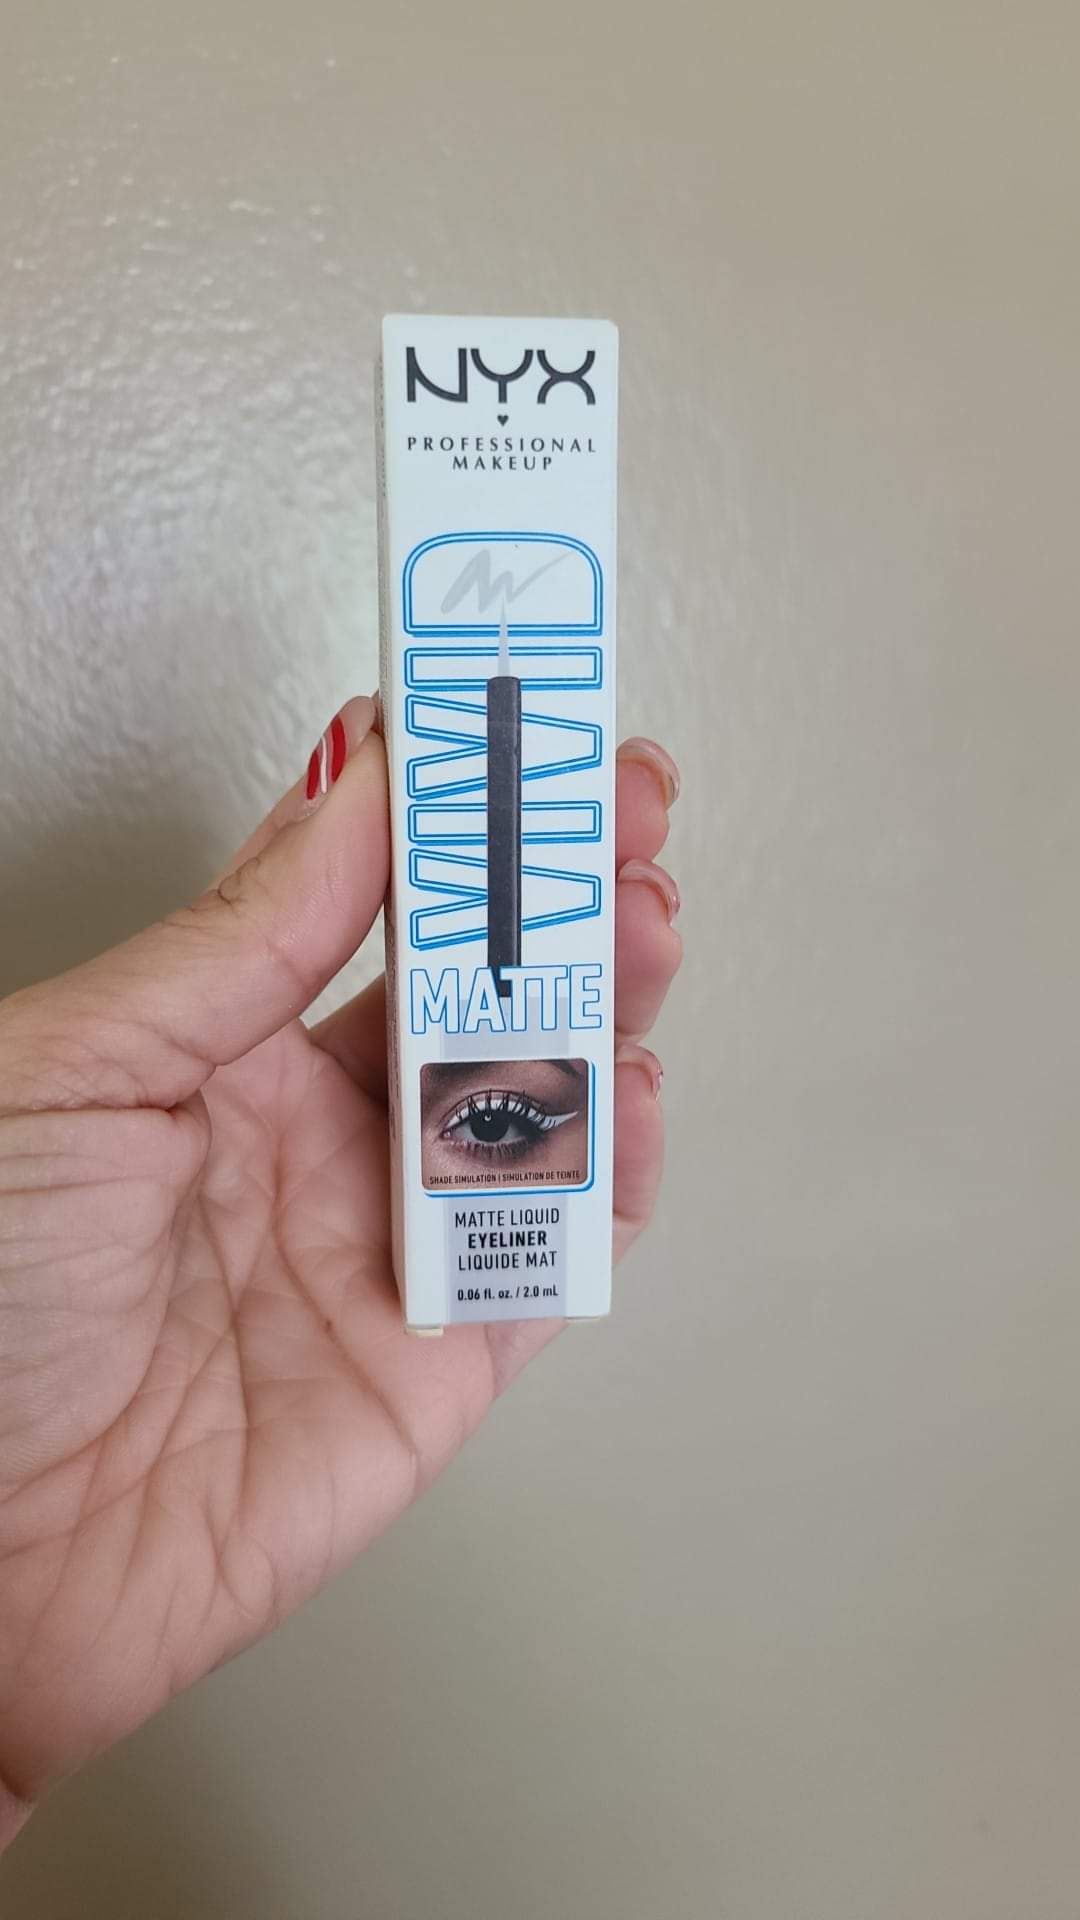 NYX
PROFESSIONAL
MAKEUP
VIVID
MATTE
SHADE SIMULATION | SIMULATION DE TEINTE
MATTE LIQUID
EYELINER
LIQUIDE MAT
0.06 fl. oz. / 2.0 mL